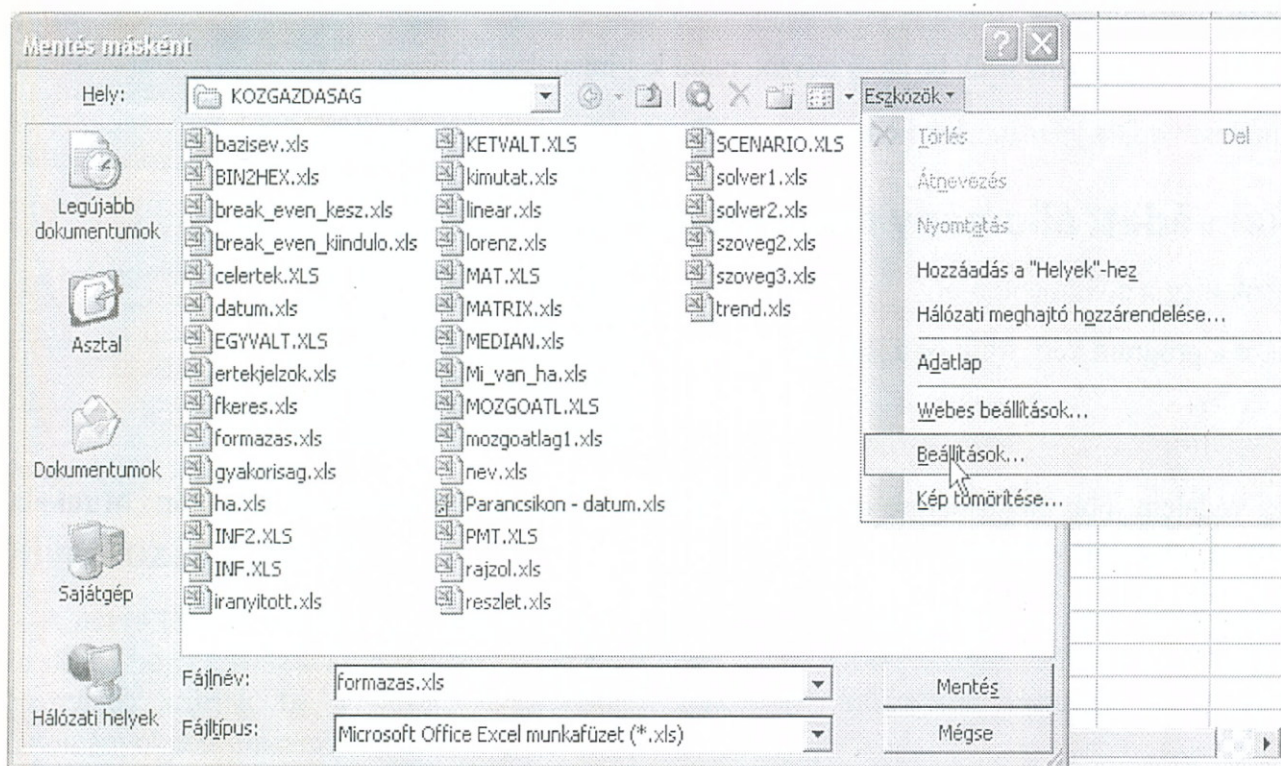 Mentés másként
Hely:
KOZGAZDASAG
Eszközök
Legújabb
dokumentumok
Asztal
Dokumentumok
Sajátgép
Hálózati helyek
bazisev.xls
BIN2HEX.xls
break_even_kesz.xls
break_even_kiindulo.xls
celertek.XLS
datum.xls
EGYVALT.XLS
ertekjelzok.xls
fkeres.xls
formazas.xls
gyakorisag.xls
ha.xls
INF2.XLS
INF.XLS
iranyitott.xls
KETVALT.XLS
kimutat.xls
linear.xls
lorenz.xls
MAT.XLS
MATRIX.xls
MEDIAN.xls
Mi_van_ha.xls
MOZGOATL.XLS
mozgoatlag1.xls
nev.xls
Parancsikon - datum.xls
PMT.XLS
rajzol.xls
reszlet.xls
SCENARIO.XLS
solver1.xls
solver2.xls
szoveg2.xls
szoveg3.xls
trend.xls
Törlés Del
Átnevezés
Nyomtatás
Hozzáadás a "Helyek"-hez
Hálózati meghajtó hozzárendelése...
Adatlap
Webes beállítások...
Beállítások...
Kép tömörítése...
Fájlnév:
formazas.xls
Mentés
Fájltípus:
Microsoft Office Excel munkafüzet (*.xls)
Mégse